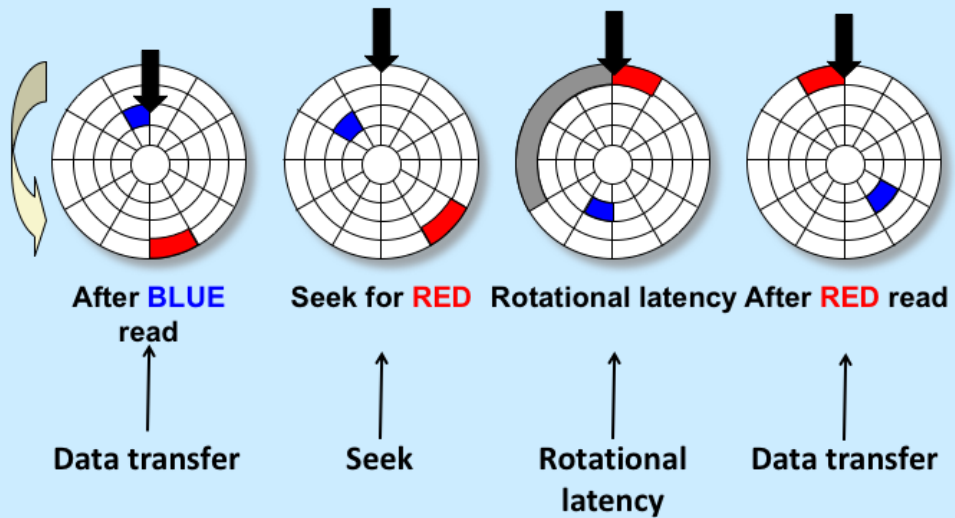 After BLUE
read
Seek for RED
Rotational latency
After RED read
Data transfer
Seek
Rotational
latency
Data transfer